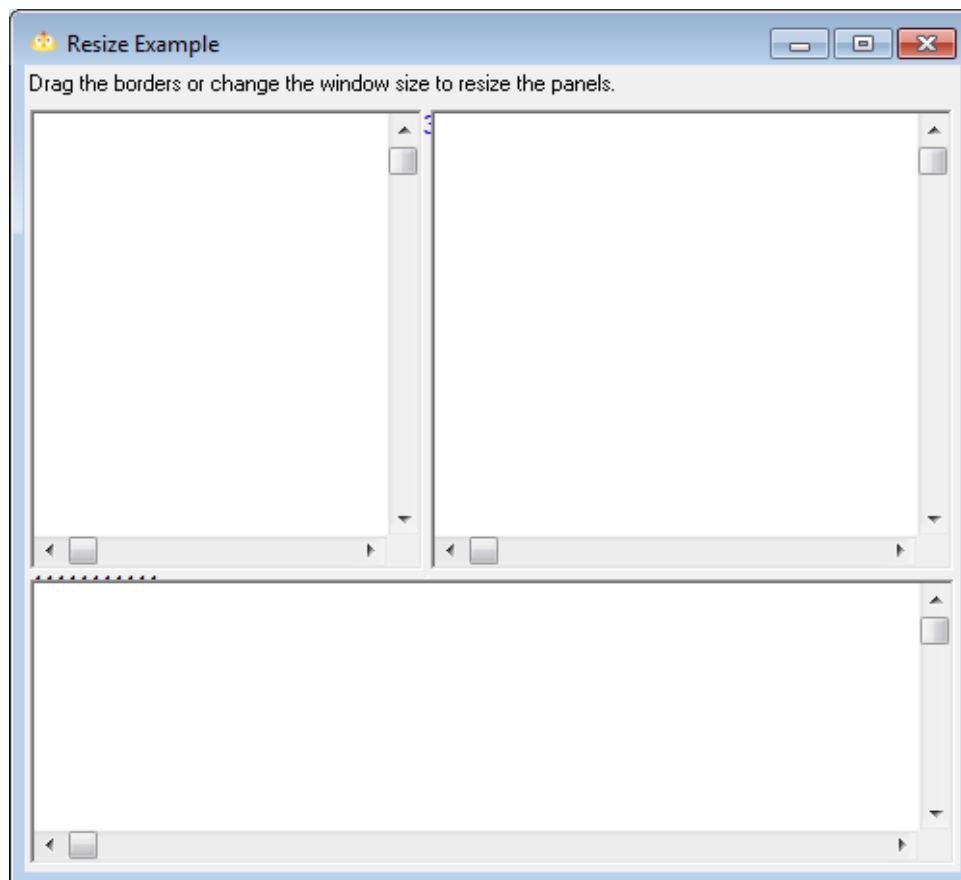 Resize Example
Drag the borders or change the window size to resize the panels.